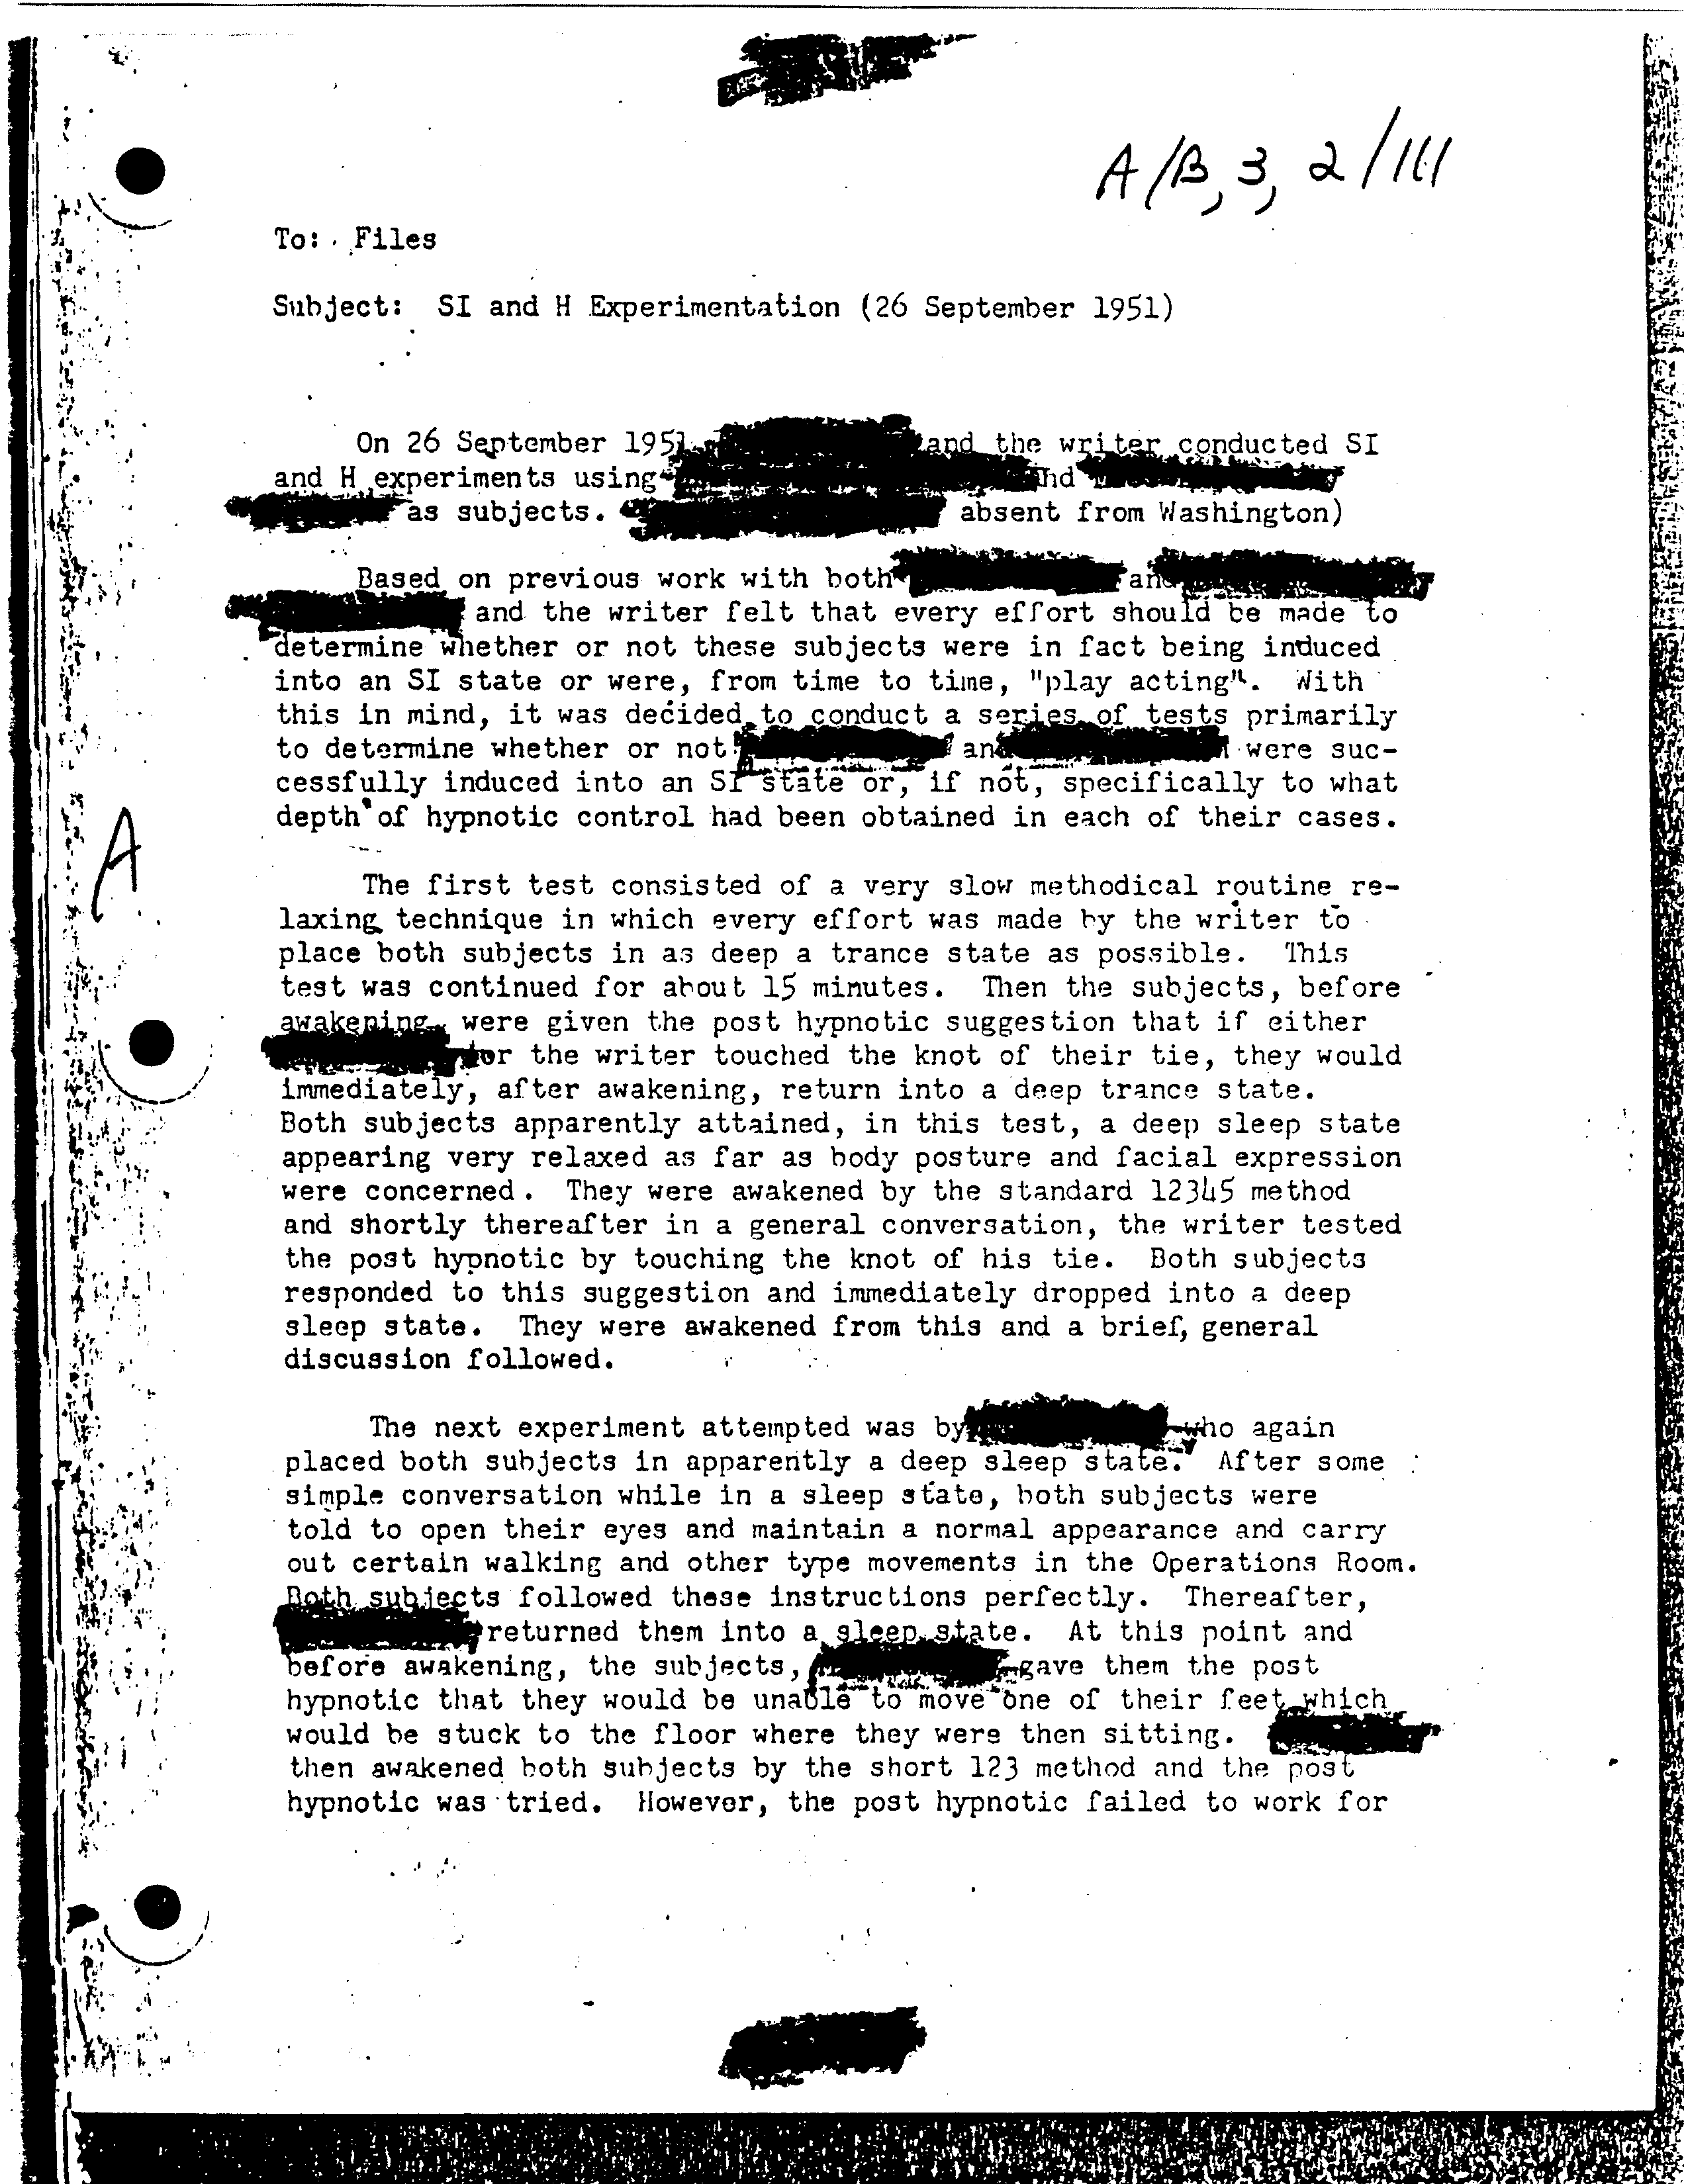 A/B, 3, 2/111
To: Files
Subject: SI and H Experimentation (26 September 1951)
On 26 September 1951 and the writer conducted SI
and H experiments using and
as subjects. absent from Washington)
Based on previous work with both and
and the writer felt that every effort should be made to
determine whether or not these subjects were in fact being induced
into an SI state or were, from time to time, "play acting". With
this in mind, it was decided to conduct a series of tests primarily
to determine whether or not and were suc-
cessfully induced into an SI state or, if not, specifically to what
depth of hypnotic control had been obtained in each of their cases.
A
The first test consisted of a very slow methodical routine re-
laxing technique in which every effort was made by the writer to
place both subjects in as deep a trance state as possible. This
test was continued for about 15 minutes. Then the subjects, before
awakening, were given the post hypnotic suggestion that if either
or the writer touched the knot of their tie, they would
immediately, after awakening, return into a deep trance state.
Both subjects apparently attained, in this test, a deep sleep state
appearing very relaxed as far as body posture and facial expression
were concerned. They were awakened by the standard 12345 method
and shortly thereafter in a general conversation, the writer tested
the post hypnotic by touching the knot of his tie. Both subjects
responded to this suggestion and immediately dropped into a deep
sleep state. They were awakened from this and a brief, general
discussion followed.
The next experiment attempted was by who again
placed both subjects in apparently a deep sleep state. After some
simple conversation while in a sleep state, both subjects were
told to open their eyes and maintain a normal appearance and carry
out certain walking and other type movements in the Operations Room.
Both subjects followed these instructions perfectly. Thereafter,
returned them into a sleep state. At this point and
before awakening, the subjects, gave them the post
hypnotic that they would be unable to move one of their feet which
would be stuck to the floor where they were then sitting.
then awakened both subjects by the short 123 method and the post
hypnotic was tried. However, the post hypnotic failed to work for